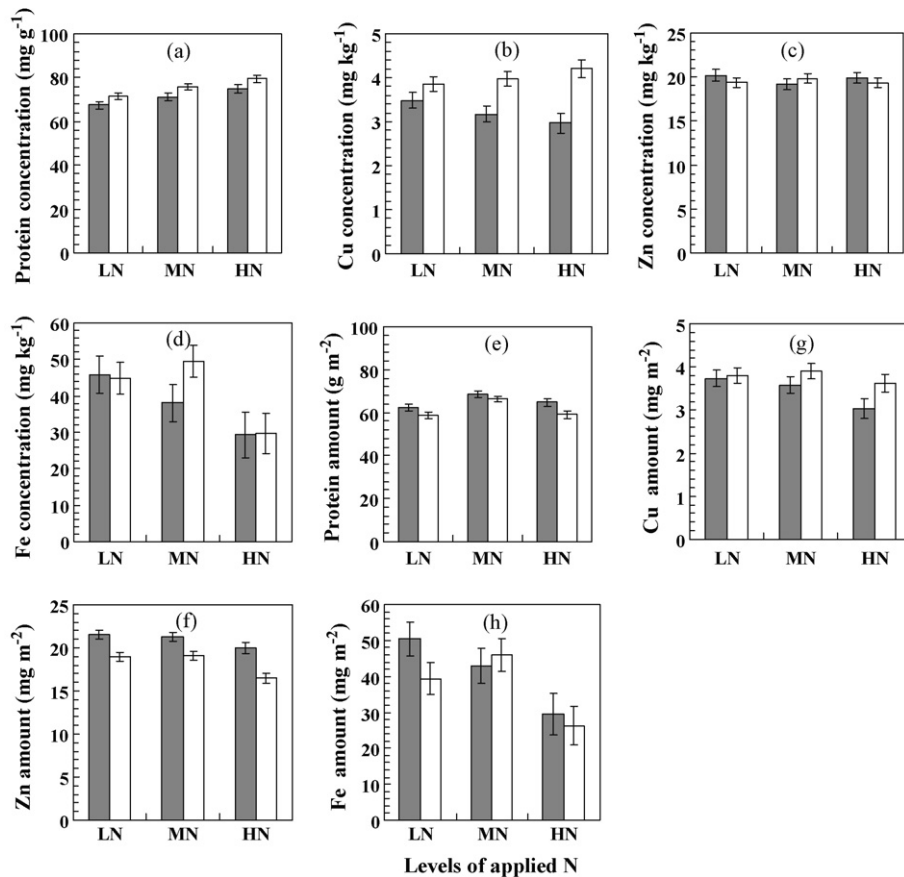 (a)
Protein concentration (mg g-1)
100
80
60
40
20
0
LN MN HN
(b)
Cu concentration (mg kg-1)
5
4
3
2
1
0
LN MN HN
(c)
Zn concentration (mg kg-1)
25
20
15
10
5
0
LN MN HN
(d)
Fe concentration (mg kg-1)
60
50
40
30
20
10
0
LN MN HN
(e)
Protein amount (g m-2)
100
80
60
40
20
0
LN MN HN
(g)
Cu amount (mg m-2)
5
4
3
2
1
0
LN MN HN
(f)
Zn amount (mg m-2)
25
20
15
10
5
0
LN MN HN
(h)
Fe amount (mg m-2)
60
50
40
30
20
10
0
LN MN HN
Levels of applied N